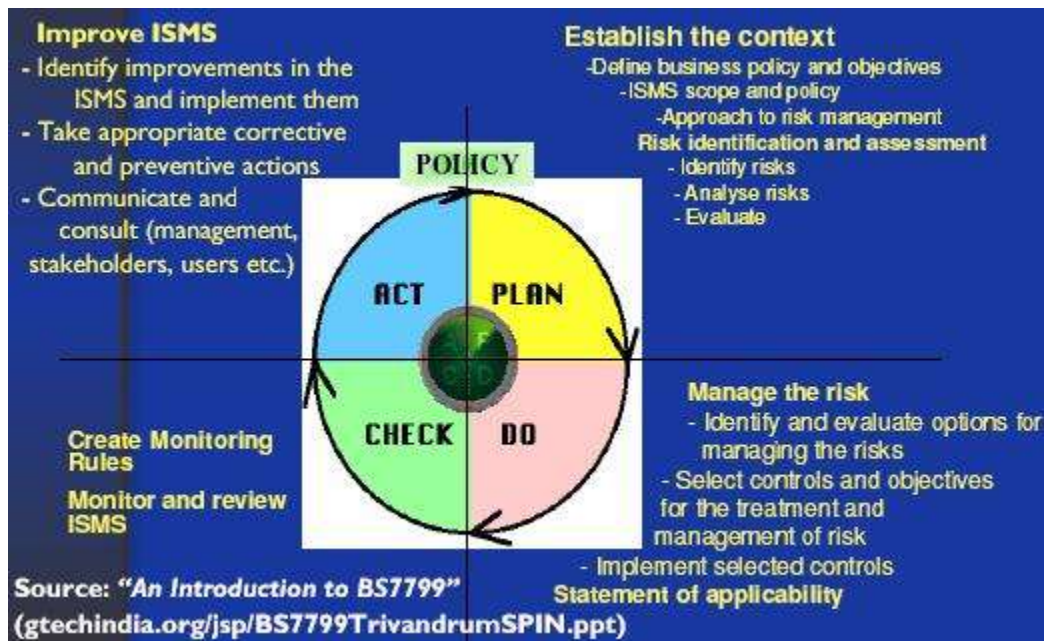 Improve ISMS
- Identify improvements in the
ISMS and implement them
- Take appropriate corrective
and preventive actions
- Communicate and
consult (management,
stakeholders, users etc.)
Establish the context
-Define business policy and objectives
-ISMS scope and policy
-Approach to risk management
Risk identification and assessment
- Identify risks
- Analyse risks
- Evaluate
POLICY
ACT
PLAN
CHECK
DO
Manage the risk
- Identify and evaluate options for
managing the risks
- Select controls and objectives
for the treatment and
management of risk
- Implement selected controls
Statement of applicability
Create Monitoring
Rules
Monitor and review
ISMS
Source: “An Introduction to BS7799”
(gtechindia.org/jsp/BS7799TrivandrumSPIN.ppt)